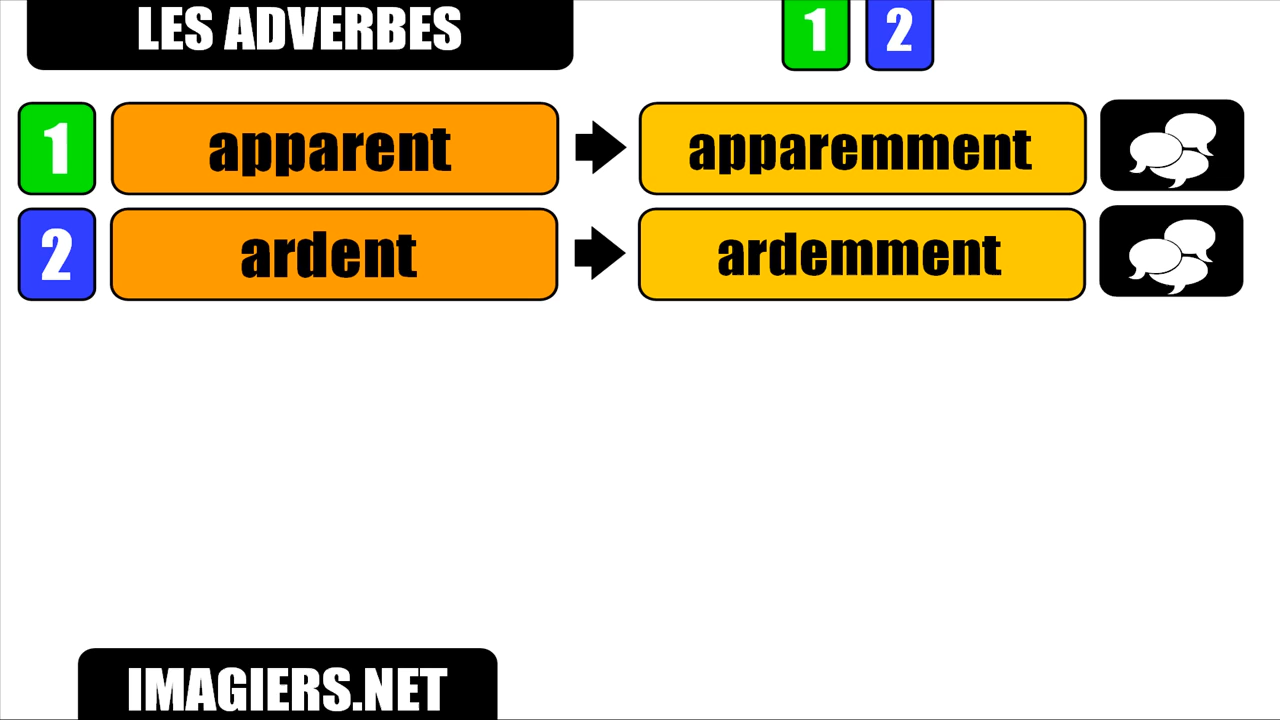 LES ADVERBES
1 2
1 apparent apparemment
2 ardent ardemment
IMAGIERS.NET